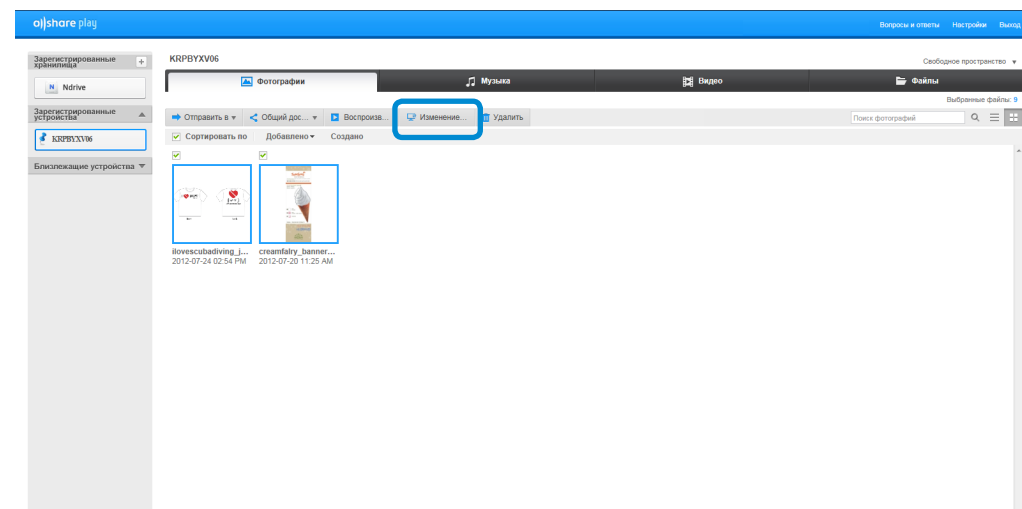 allshare play
Вопросы и ответы Настройки Выход
Зарегистрированные хранилища
KRPBYXV06
Свободное пространство
N Ndrive
Фотографии Музыка Видео Файлы
Выбранные файлы: 9
Зарегистрированные устройства
Отправить в Общий дос... Воспроизв... Изменение... Удалить
Поиск фотографий
KRPBYXV06
Сортировать по Добавлено Создано
Близлежащие устройства
ilovescubadiving_j... creamfalry_banner...
2012-07-24 02:54 PM 2012-07-20 11:25 AM